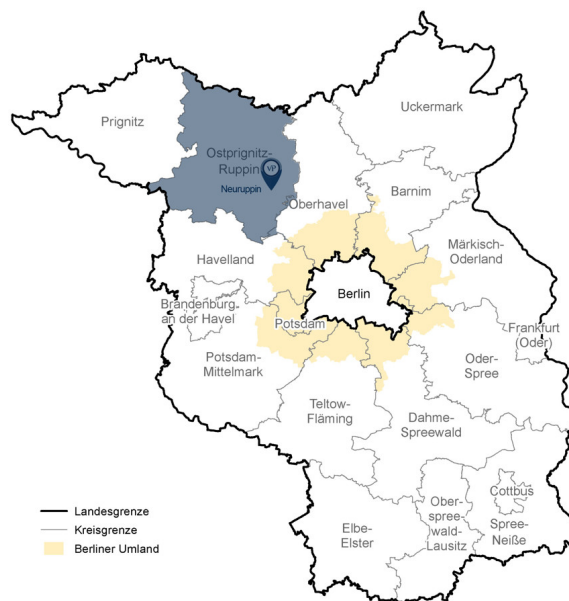 Uckermark
Prignitz
Ostprignitz-
Ruppin
VP
Neuruppin
Oberhavel
Barnim
Havelland
Märkisch-
Oderland
Berlin
Brandenburg
an der Havel
Potsdam
Frankfurt
(Oder)
Potsdam-
Mittelmark
Oder-
Spree
Teltow-
Fläming
Dahme-
Spreewald
Cottbus
Spree-
Neiße
Ober-
spree-
wald-
Lausitz
Elbe-
Elster
Landesgrenze
Kreisgrenze
Berliner Umland